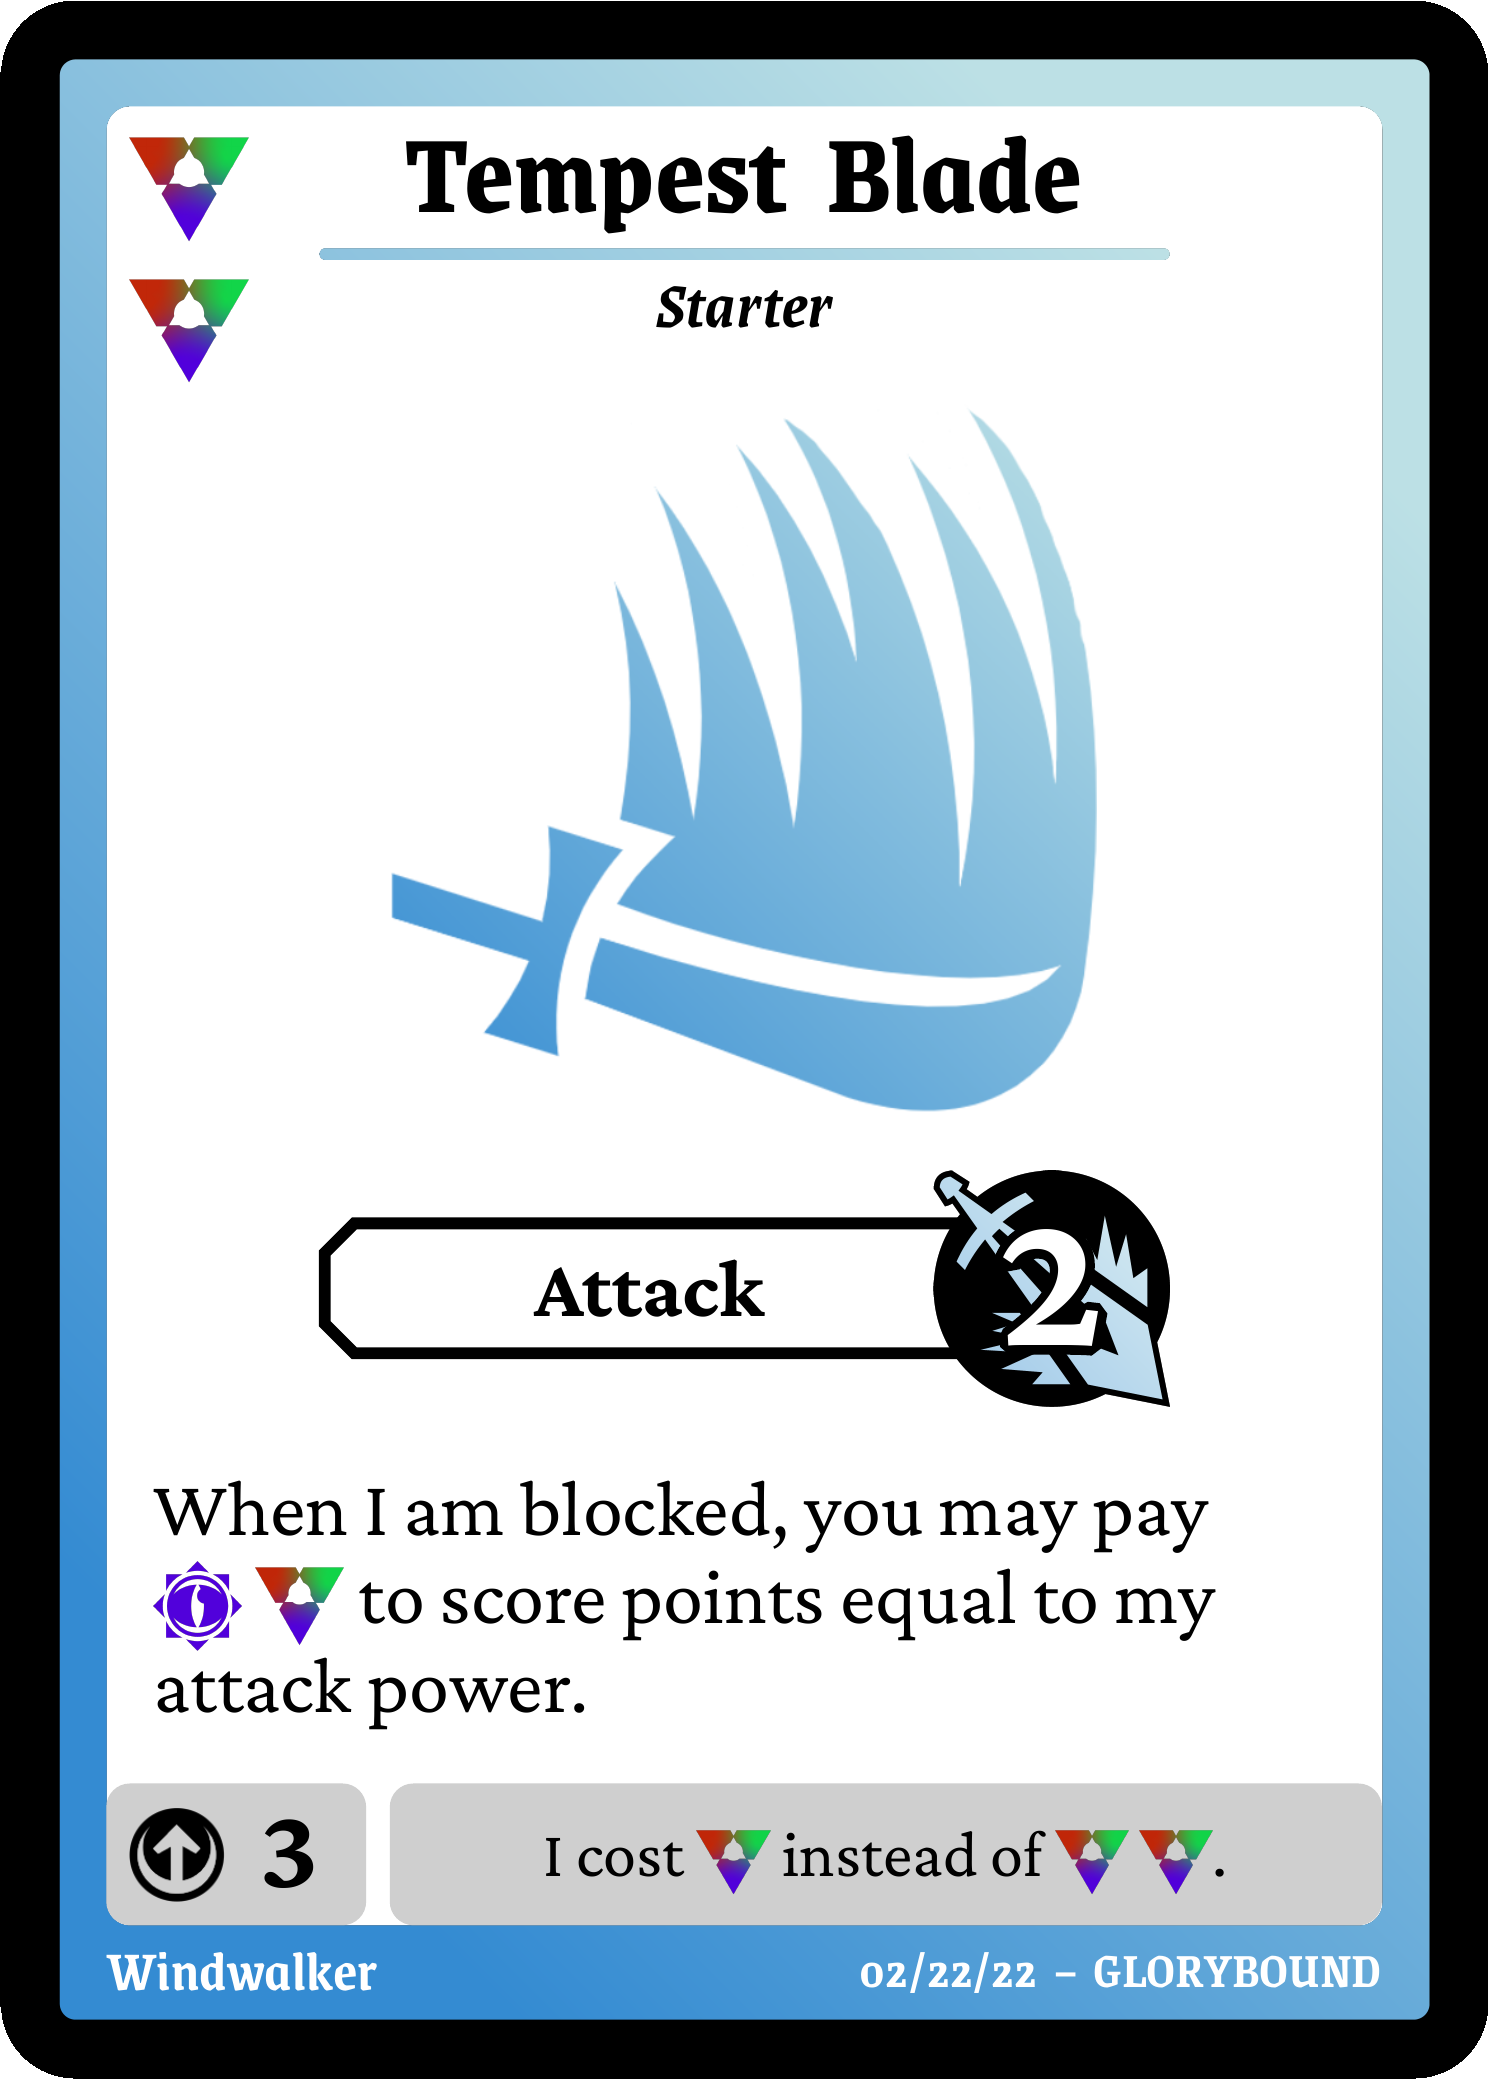 Tempest Blade
Starter
Attack
2
When I am blocked, you may pay
to score points equal to my
attack power.
3
I cost instead of .
Windwalker
02/22/22 – GLORYBOUND